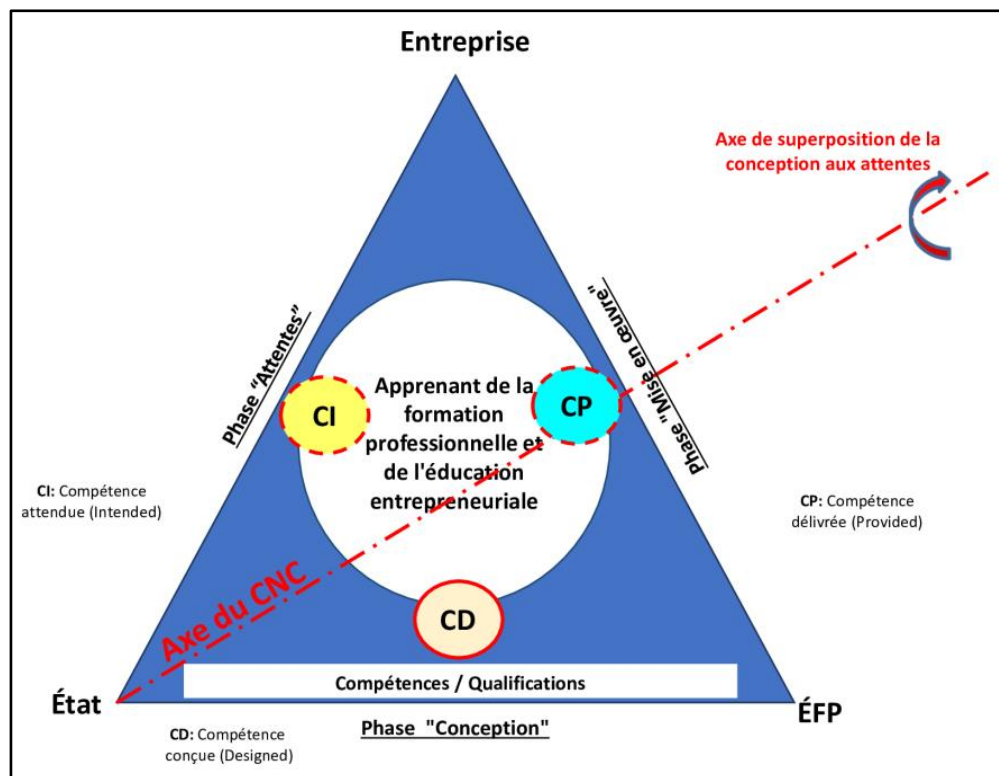 Entreprise
Axe de superposition de la
conception aux attentes
Phase “Attentes”
Phase "Mise en œuvre"
Apprenant de la
formation
professionnelle et
de l'éducation
entrepreneuriale
CI
CP
CI: Compétence
attendue (Intended)
CP: Compétence
délivrée (Provided)
Axe du CNC
CD
Compétences / Qualifications
État
ÉFP
Phase "Conception"
CD: Compétence
conçue (Designed)